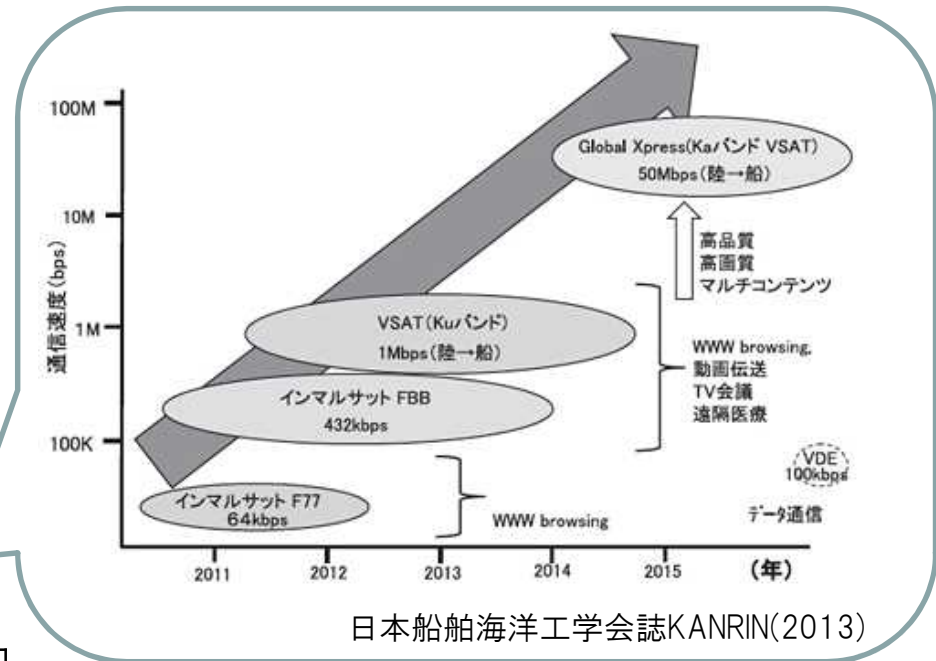 通信速度(bps)
100M
10M
1M
100K
Global Xpress(Kaバンド VSAT)
50Mbps(陸→船)
高品質
高画質
マルチコンテンツ
VSAT(Kuバンド)
1Mbps(陸→船)
WWW browsing,
動画伝送
TV会議
遠隔医療
インマルサット FBB
432kbps
VDE
100kbps
インマルサット F77
64kbps
WWW browsing
データ通信
2011
2012
2013
2014
2015
(年)
日本船舶海洋工学会誌KANRIN(2013)